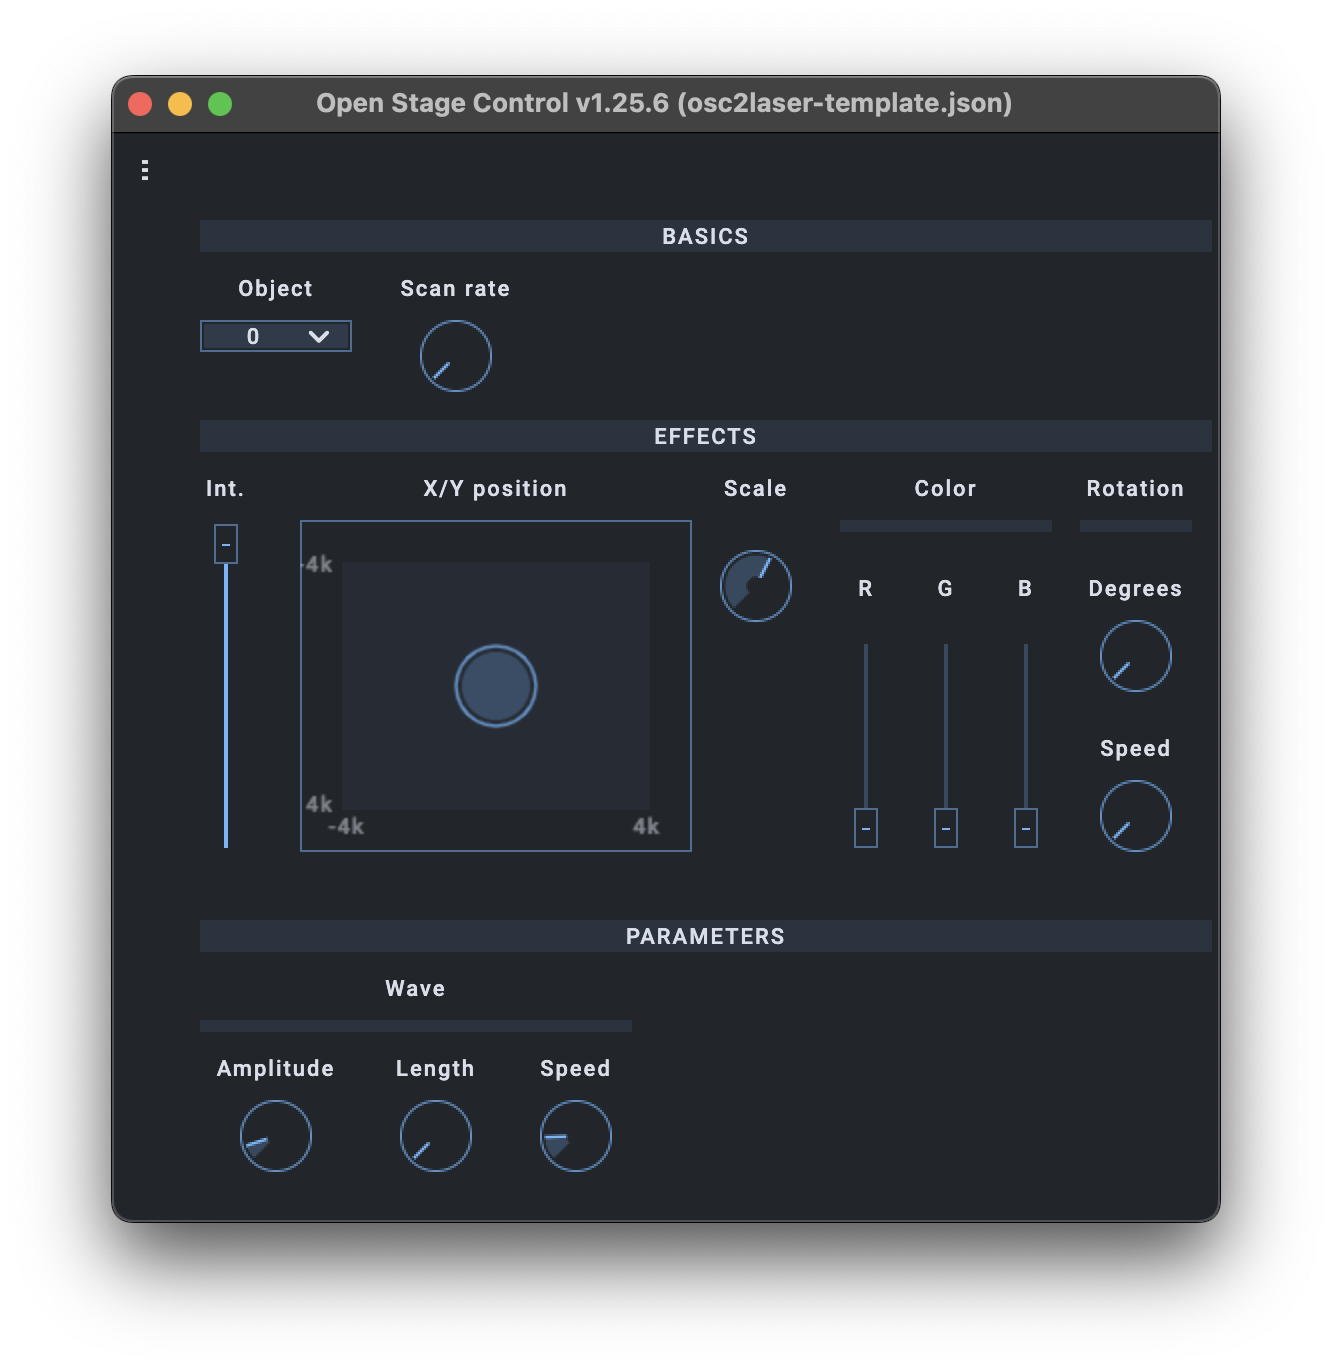 Open Stage Control v1.25.6 (osc2laser-template.json)
BASICS
Object Scan rate
0
EFFECTS
Int. X/Y position Scale Color Rotation
-4k
R G B Degrees
Speed
4k
-4k 4k
PARAMETERS
Wave
Amplitude Length Speed